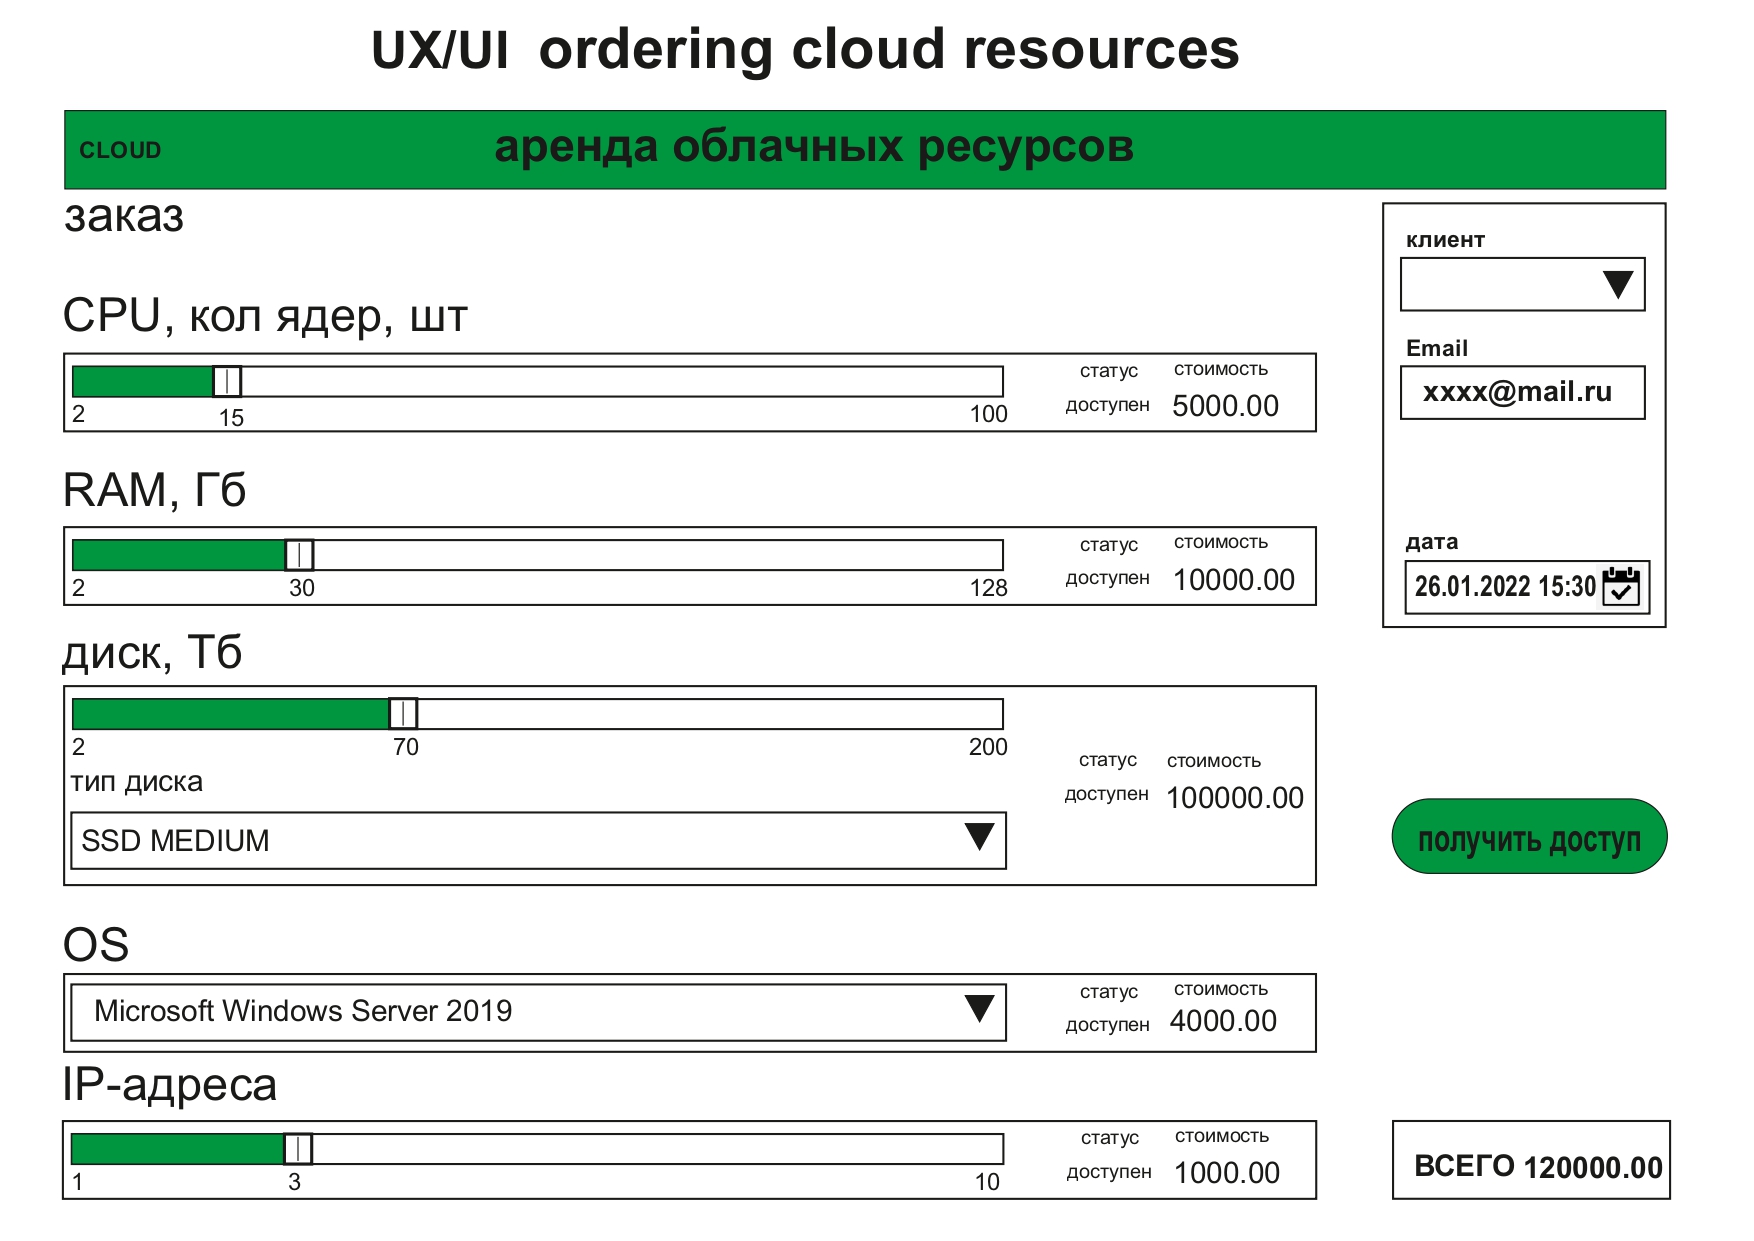 UX/UI ordering cloud resources
CLOUD
аренда облачных ресурсов
заказ
клиент
Email
xxxx@mail.ru
дата
26.01.2022 15:30
CPU, кол ядер, шт
2
15
100
статус
стоимость
доступен
5000.00
RAM, Гб
2
30
128
статус
стоимость
доступен
10000.00
диск, Тб
2
70
200
тип диска
SSD MEDIUM
статус
стоимость
доступен
100000.00
получить доступ
OS
Microsoft Windows Server 2019
статус
стоимость
доступен
4000.00
IP-адреса
1
3
10
статус
стоимость
доступен
1000.00
ВСЕГО 120000.00